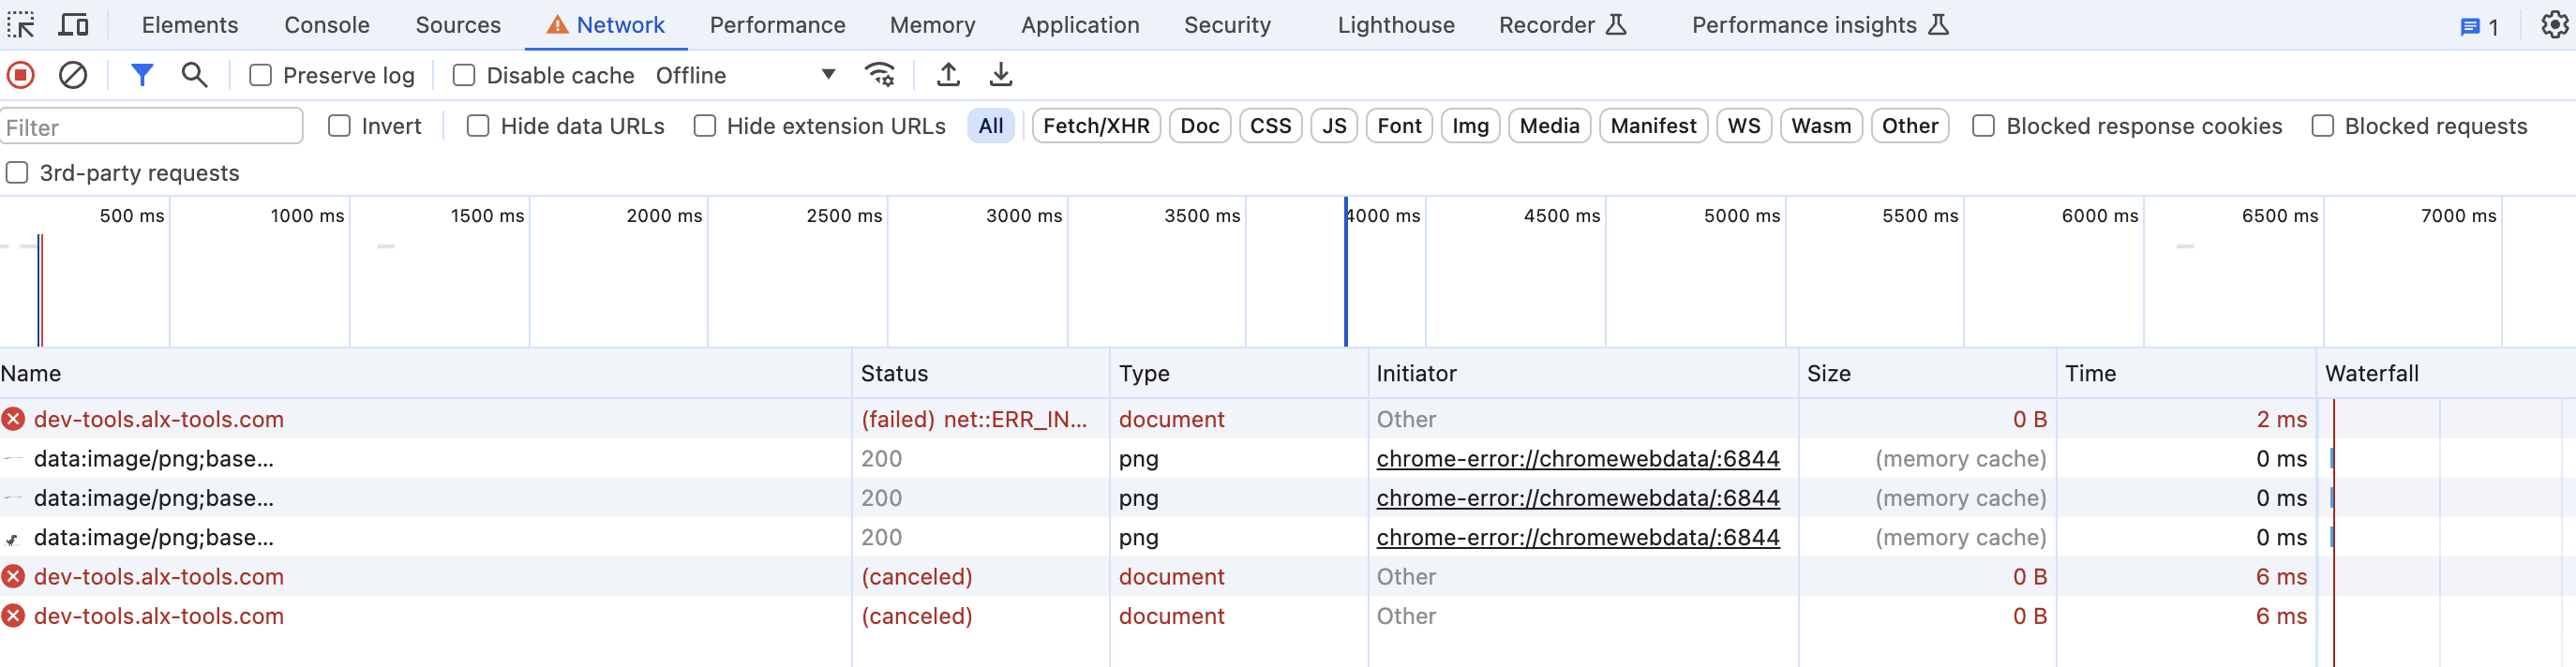 Elements Console Sources Network Performance Memory Application Security Lighthouse Recorder Performance insights 1
Preserve log Disable cache Offline
Filter Invert Hide data URLs Hide extension URLs All Fetch/XHR Doc CSS JS Font Img Media Manifest WS Wasm Other Blocked response cookies Blocked requests
3rd-party requests
500 ms 1000 ms 1500 ms 2000 ms 2500 ms 3000 ms 3500 ms 4000 ms 4500 ms 5000 ms 5500 ms 6000 ms 6500 ms 7000 ms
Name Status Type Initiator Size Time Waterfall
dev-tools.alx-tools.com (failed) net::ERR_IN... document Other 0 B 2 ms
data:image/png;base... 200 png chrome-error://chromewebdata/:6844 (memory cache) 0 ms
data:image/png;base... 200 png chrome-error://chromewebdata/:6844 (memory cache) 0 ms
data:image/png;base... 200 png chrome-error://chromewebdata/:6844 (memory cache) 0 ms
dev-tools.alx-tools.com (canceled) document Other 0 B 6 ms
dev-tools.alx-tools.com (canceled) document Other 0 B 6 ms